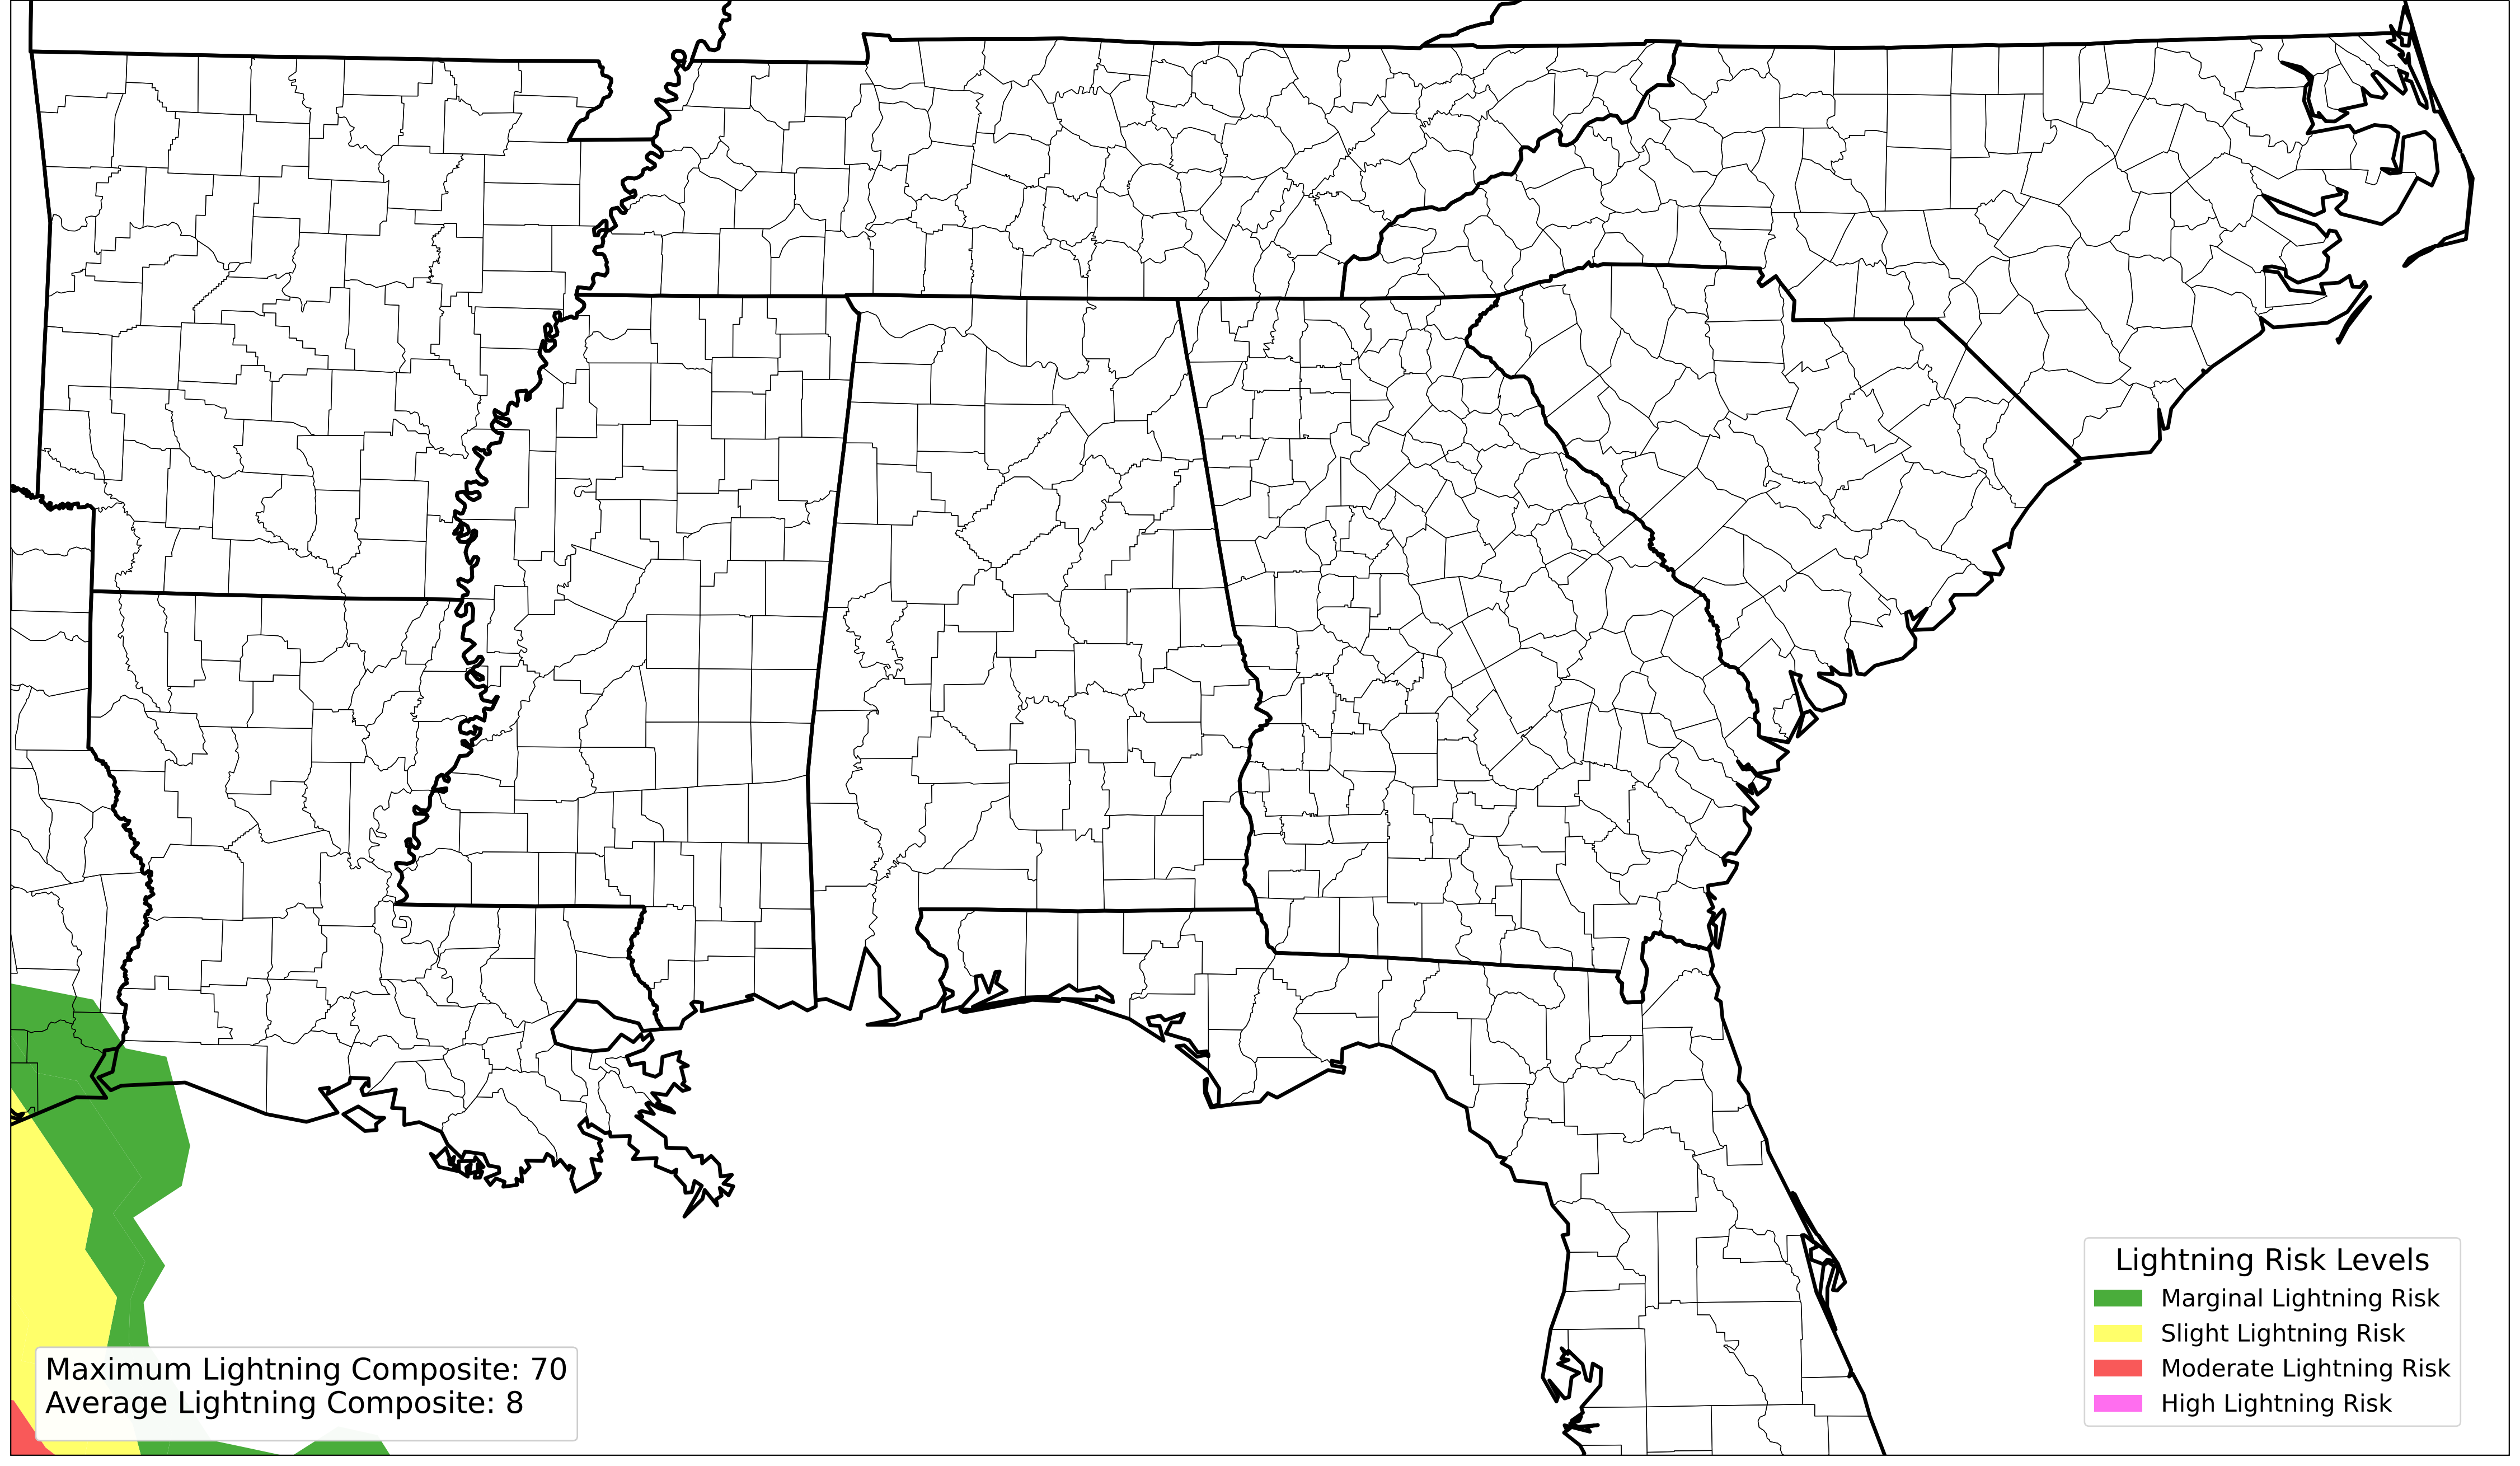 Lightning Risk Levels
Marginal Lightning Risk
Slight Lightning Risk
Moderate Lightning Risk
High Lightning Risk
Maximum Lightning Composite: 70
Average Lightning Composite: 8